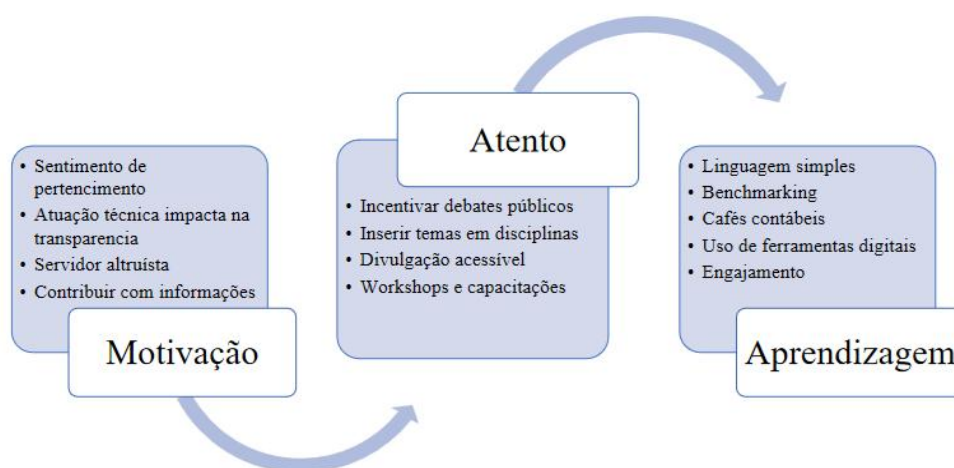 • Sentimento de
pertencimento
• Atuação técnica impacta na
transparencia
• Servidor altruísta
• Contribuir com informações
Motivação
Atento
• Incentivar debates públicos
• Inserir temas em disciplinas
• Divulgação acessível
• Workshops e capacitações
• Linguagem simples
• Benchmarking
• Cafés contábeis
• Uso de ferramentas digitais
• Engajamento
Aprendizagem